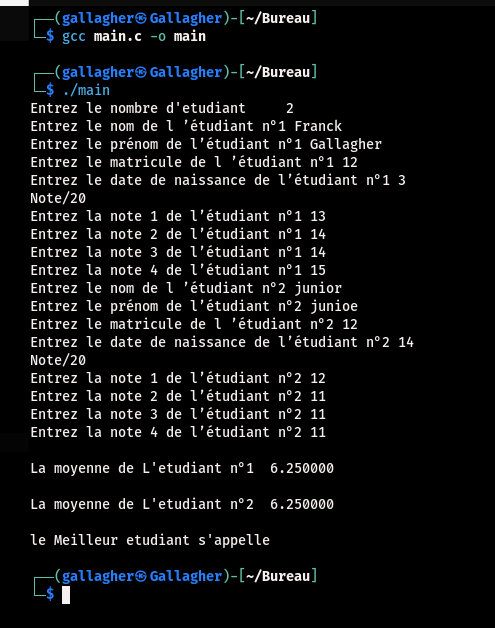 ┌──(gallagher㉿Gallagher)-[~/Bureau]
└─$ gcc main.c -o main
┌──(gallagher㉿Gallagher)-[~/Bureau]
└─$ ./main
Entrez le nombre d'etudiant     2
Entrez le nom de l ’étudiant n°1 Franck
Entrez le prénom de l’étudiant n°1 Gallagher
Entrez le matricule de l ’étudiant n°1 12
Entrez le date de naissance de l’étudiant n°1 3
Note/20
Entrez la note 1 de l’étudiant n°1 13
Entrez la note 2 de l’étudiant n°1 14
Entrez la note 3 de l’étudiant n°1 14
Entrez la note 4 de l’étudiant n°1 15
Entrez le nom de l ’étudiant n°2 junior
Entrez le prénom de l’étudiant n°2 junioe
Entrez le matricule de l ’étudiant n°2 12
Entrez le date de naissance de l’étudiant n°2 14
Note/20
Entrez la note 1 de l’étudiant n°2 12
Entrez la note 2 de l’étudiant n°2 11
Entrez la note 3 de l’étudiant n°2 11
Entrez la note 4 de l’étudiant n°2 11
La moyenne de L'etudiant n°1  6.250000
La moyenne de L'etudiant n°2  6.250000
le Meilleur etudiant s'appelle
┌──(gallagher㉿Gallagher)-[~/Bureau]
└─$